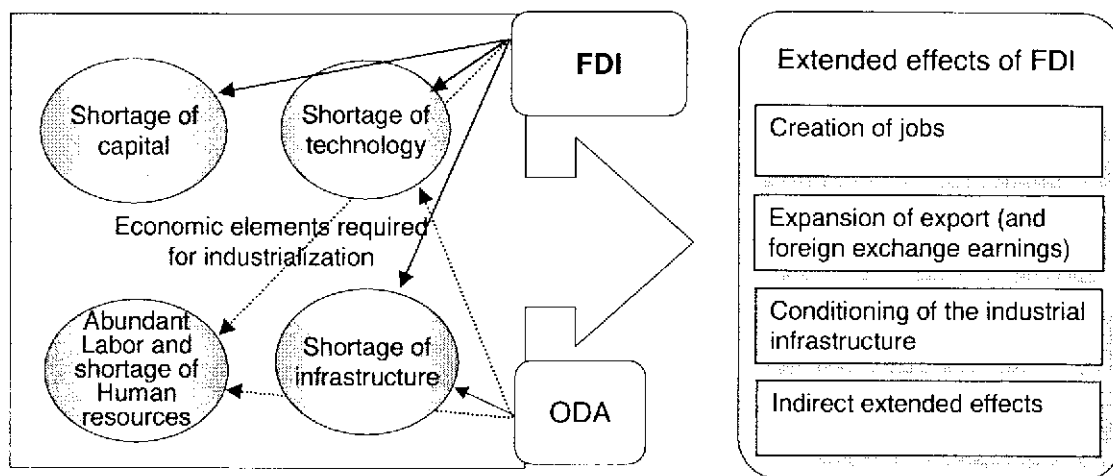 FDI
Shortage of
capital
Shortage of
technology
Economic elements required
for industrialization
Abundant
Labor and
shortage of
Human
resources
Shortage of
infrastructure
ODA
Extended effects of FDI
Creation of jobs
Expansion of export (and
foreign exchange earnings)
Conditioning of the industrial
infrastructure
Indirect extended effects